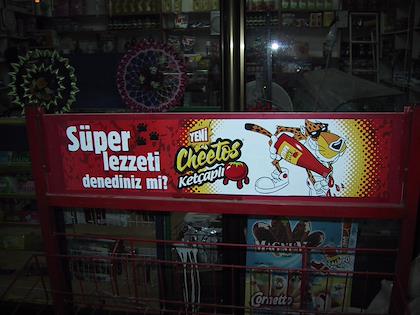 Süper
lezzeti
denediniz mi?
YENİ
Cheetos
Ketçaplı
MAGNUM
Cornetto